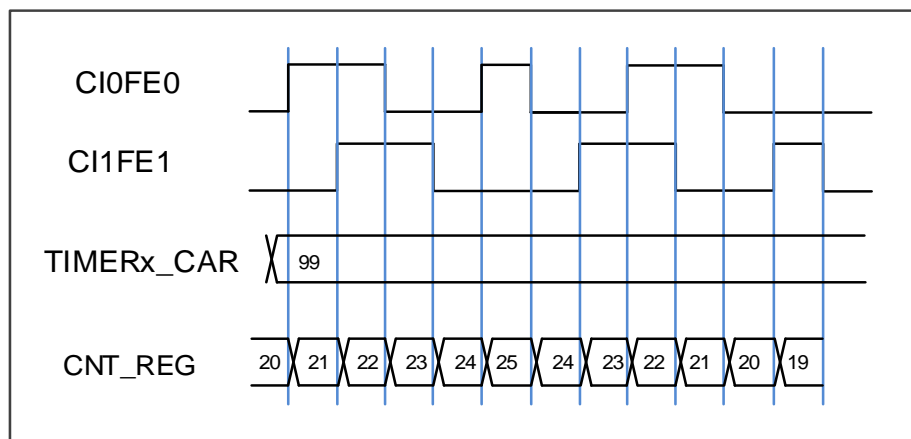 CI0FE0
CI1FE1
TIMERx_CAR 99
CNT_REG 20 21 22 23 24 25 24 23 22 21 20 19